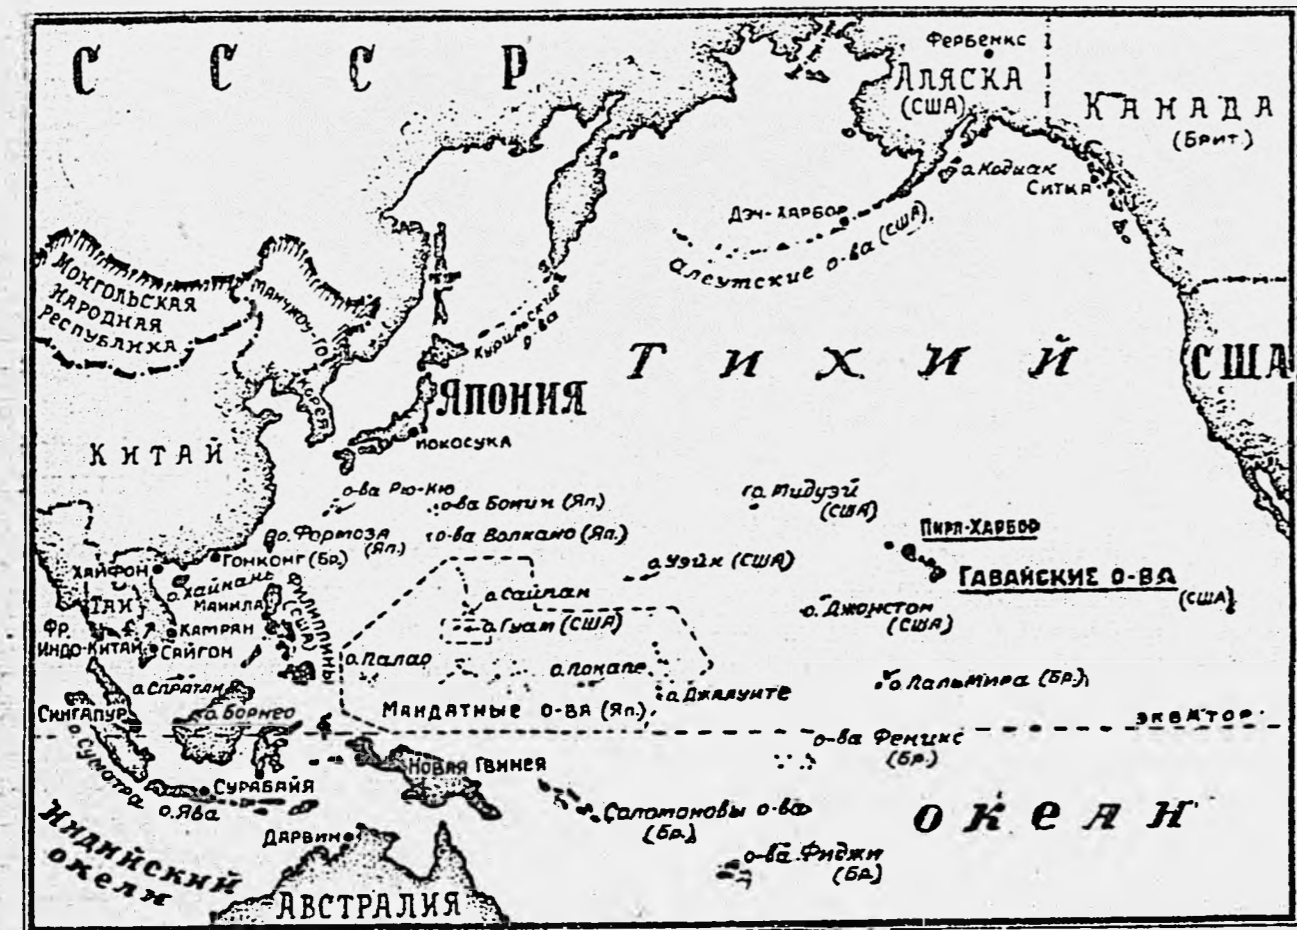 С С С Р
Фербенкс
Аляска
(США)
Канада
(Брит.)
о.Кодиак
Ситка
Дэч-Харбор
Алеутские о-ва (США)
Монгольская
Народная
Республика
Манчжоу-Го
Курильские
о-ва
Корея
Япония
Йокосука
Тихий
США
Китай
о-ва Рю-Кю
о-ва Бонин (Яп.)
о. Мидуэй
(США)
о. Формоза
(Яп.)
о-ва Волкано (Яп.)
Пирл-Харбор
Гонконг (Бр.)
Хайфон
о. Хайнань
о Уэйк (США)
Гавайские о-ва
(США)
Таи
Манила
Филиппины
(США)
о. Сайпан
о. Гуам (США)
о. Джонстон
(США)
Фр.
Индо-Китай
Камран
Сайгон
о. Палао
о. Понапе
о. Джалуите
о. Пальмира (Бр.)
о. Спратли
Сингапур
о. Борнео
Мандатные о-ва (Яп.)
экватор
о. Суматра
о-ва Феникс
(Бр.)
Новая Гвинея
Сурабайя
о. Ява
Соломоновы о-ва
(Бр.)
океан
Дарвин
о-ва Фиджи
(Бр.)
Индийский
океан
Австралия